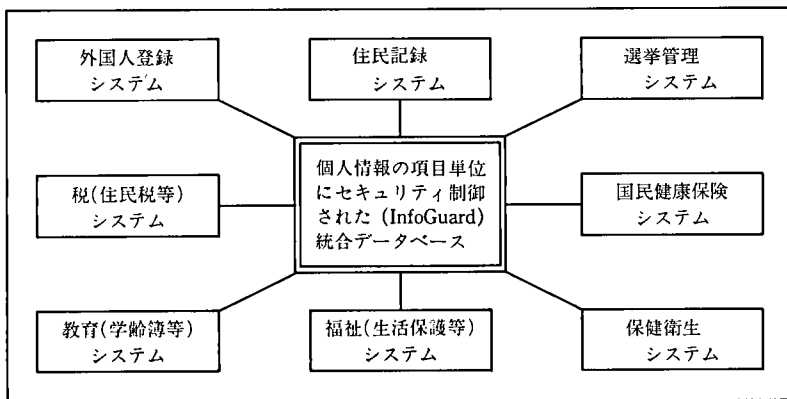 外国人登録
システム
住民記録
システム
選挙管理
システム
個人情報の項目単位
にセキュリティ制御
された (InfoGuard)
統合データベース
税(住民税等)
システム
国民健康保険
システム
教育(学齢簿等)
システム
福祉(生活保護等)
システム
保健衛生
システム